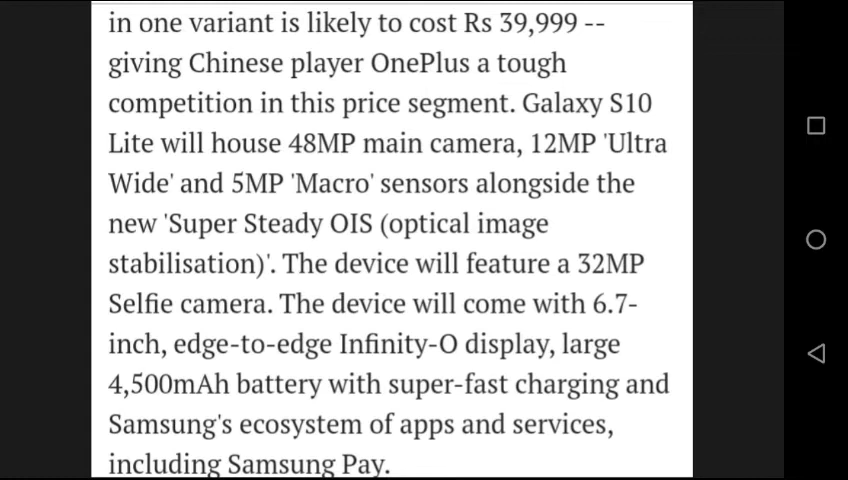 in one variant is likely to cost Rs 39,999 --
giving Chinese player OnePlus a tough
competition in this price segment. Galaxy S10
Lite will house 48MP main camera, 12MP 'Ultra
Wide' and 5MP 'Macro' sensors alongside the
new 'Super Steady OIS (optical image
stabilisation)'. The device will feature a 32MP
Selfie camera. The device will come with 6.7-
inch, edge-to-edge Infinity-O display, large
4,500mAh battery with super-fast charging and
Samsung's ecosystem of apps and services,
including Samsung Pay.